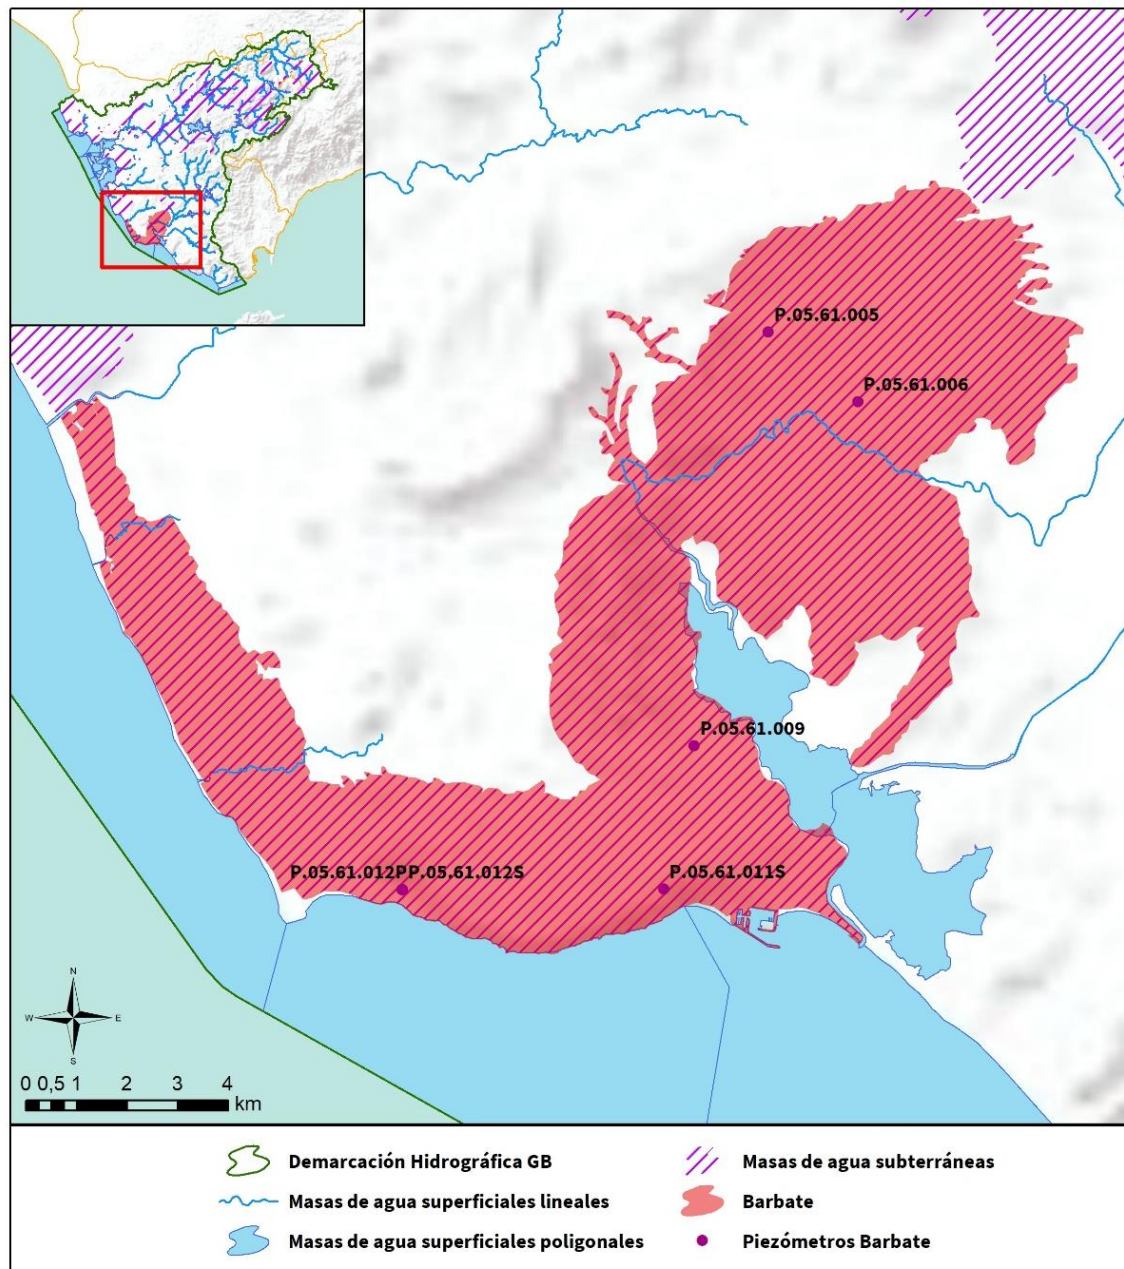 P.05.61.005
P.05.61.006
P.05.61.009
P.05.61.012PP.05.61.012S
P.05.61.011S
N
W E
S
0 0,5 1 2 3 4
km
Demarcación Hidrográfica GB
Masas de agua superficiales lineales
Masas de agua superficiales poligonales
Masas de agua subterráneas
Barbate
Piezómetros Barbate